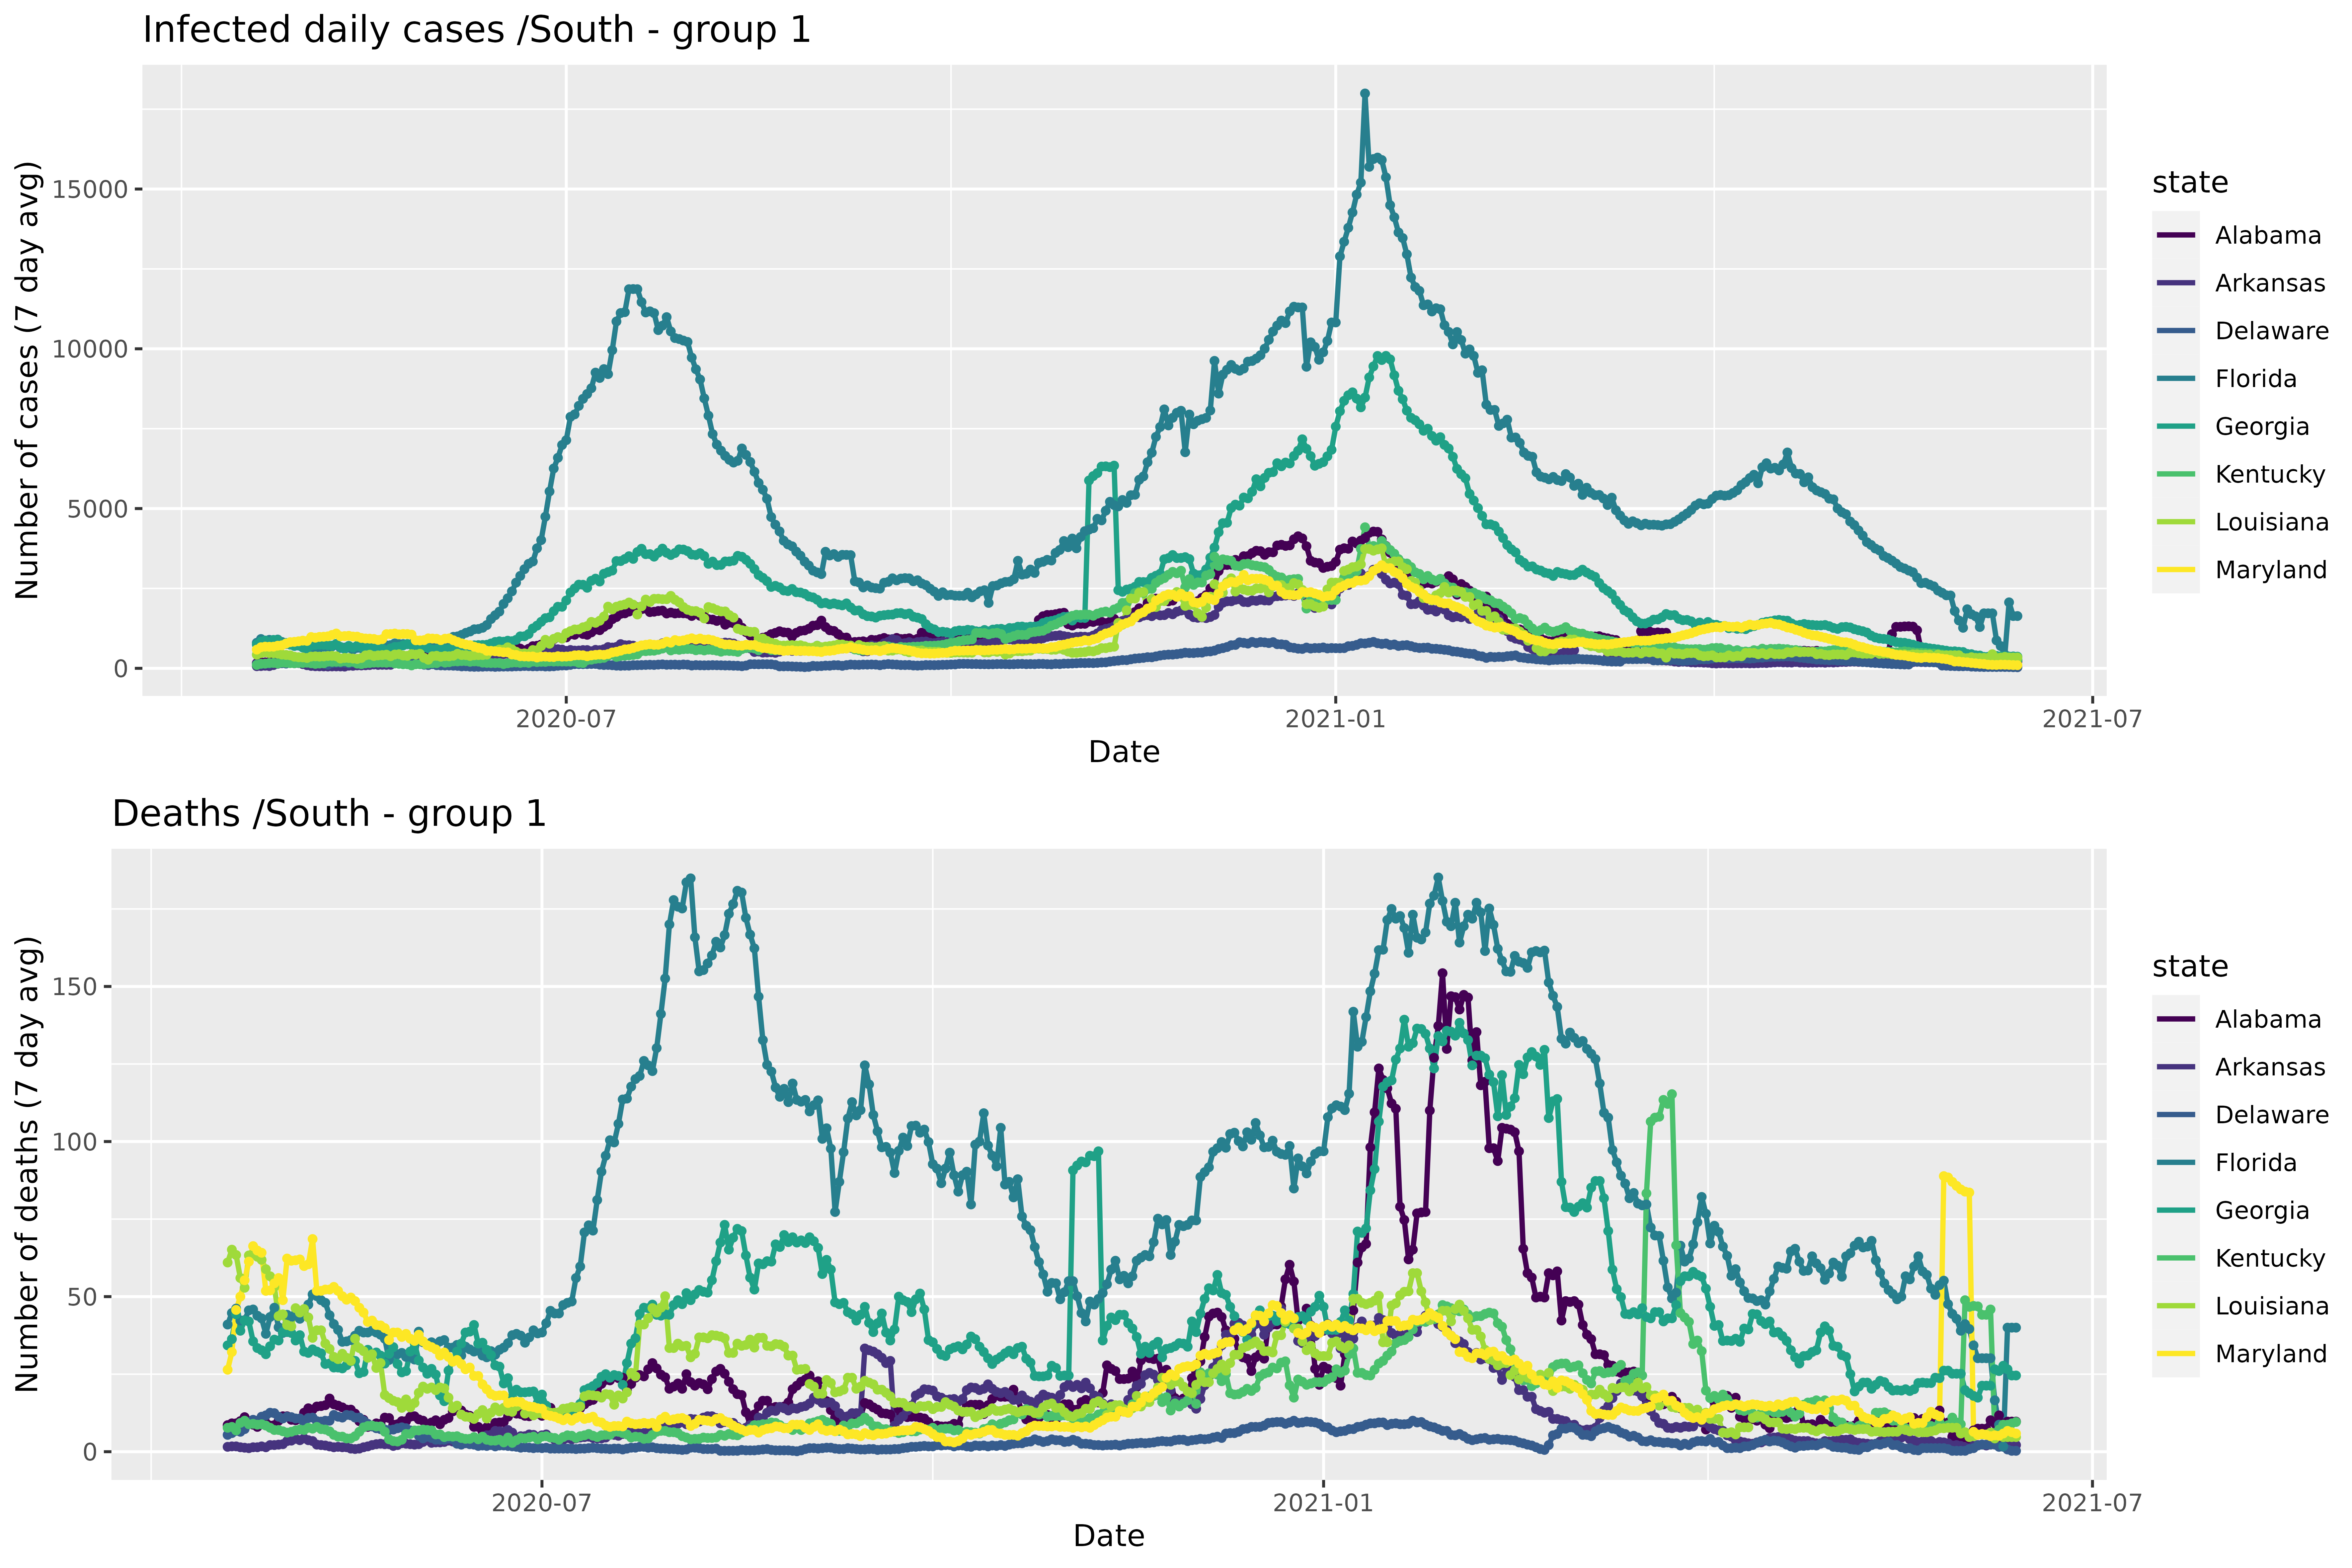 Infected daily cases /South - group 1
Number of cases (7 day avg)
15000
10000
5000
0
2020-07
2021-01
2021-07
Date
state
Alabama
Arkansas
Delaware
Florida
Georgia
Kentucky
Louisiana
Maryland
Deaths /South - group 1
Number of deaths (7 day avg)
150
100
50
0
2020-07
2021-01
2021-07
Date
state
Alabama
Arkansas
Delaware
Florida
Georgia
Kentucky
Louisiana
Maryland